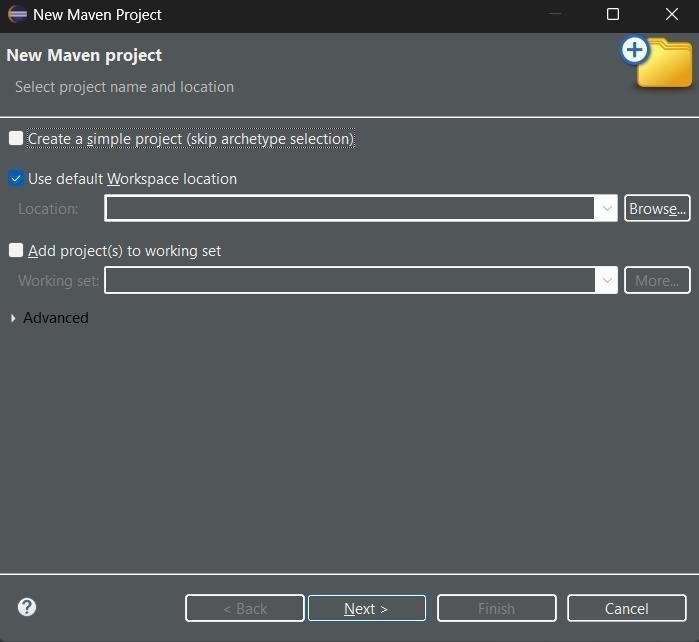 New Maven Project
New Maven project
Select project name and location
Create a simple project (skip archetype selection)
Use default Workspace location
Location:
Browse...
Add project(s) to working set
Working set:
More...
Advanced
< Back
Next >
Finish
Cancel